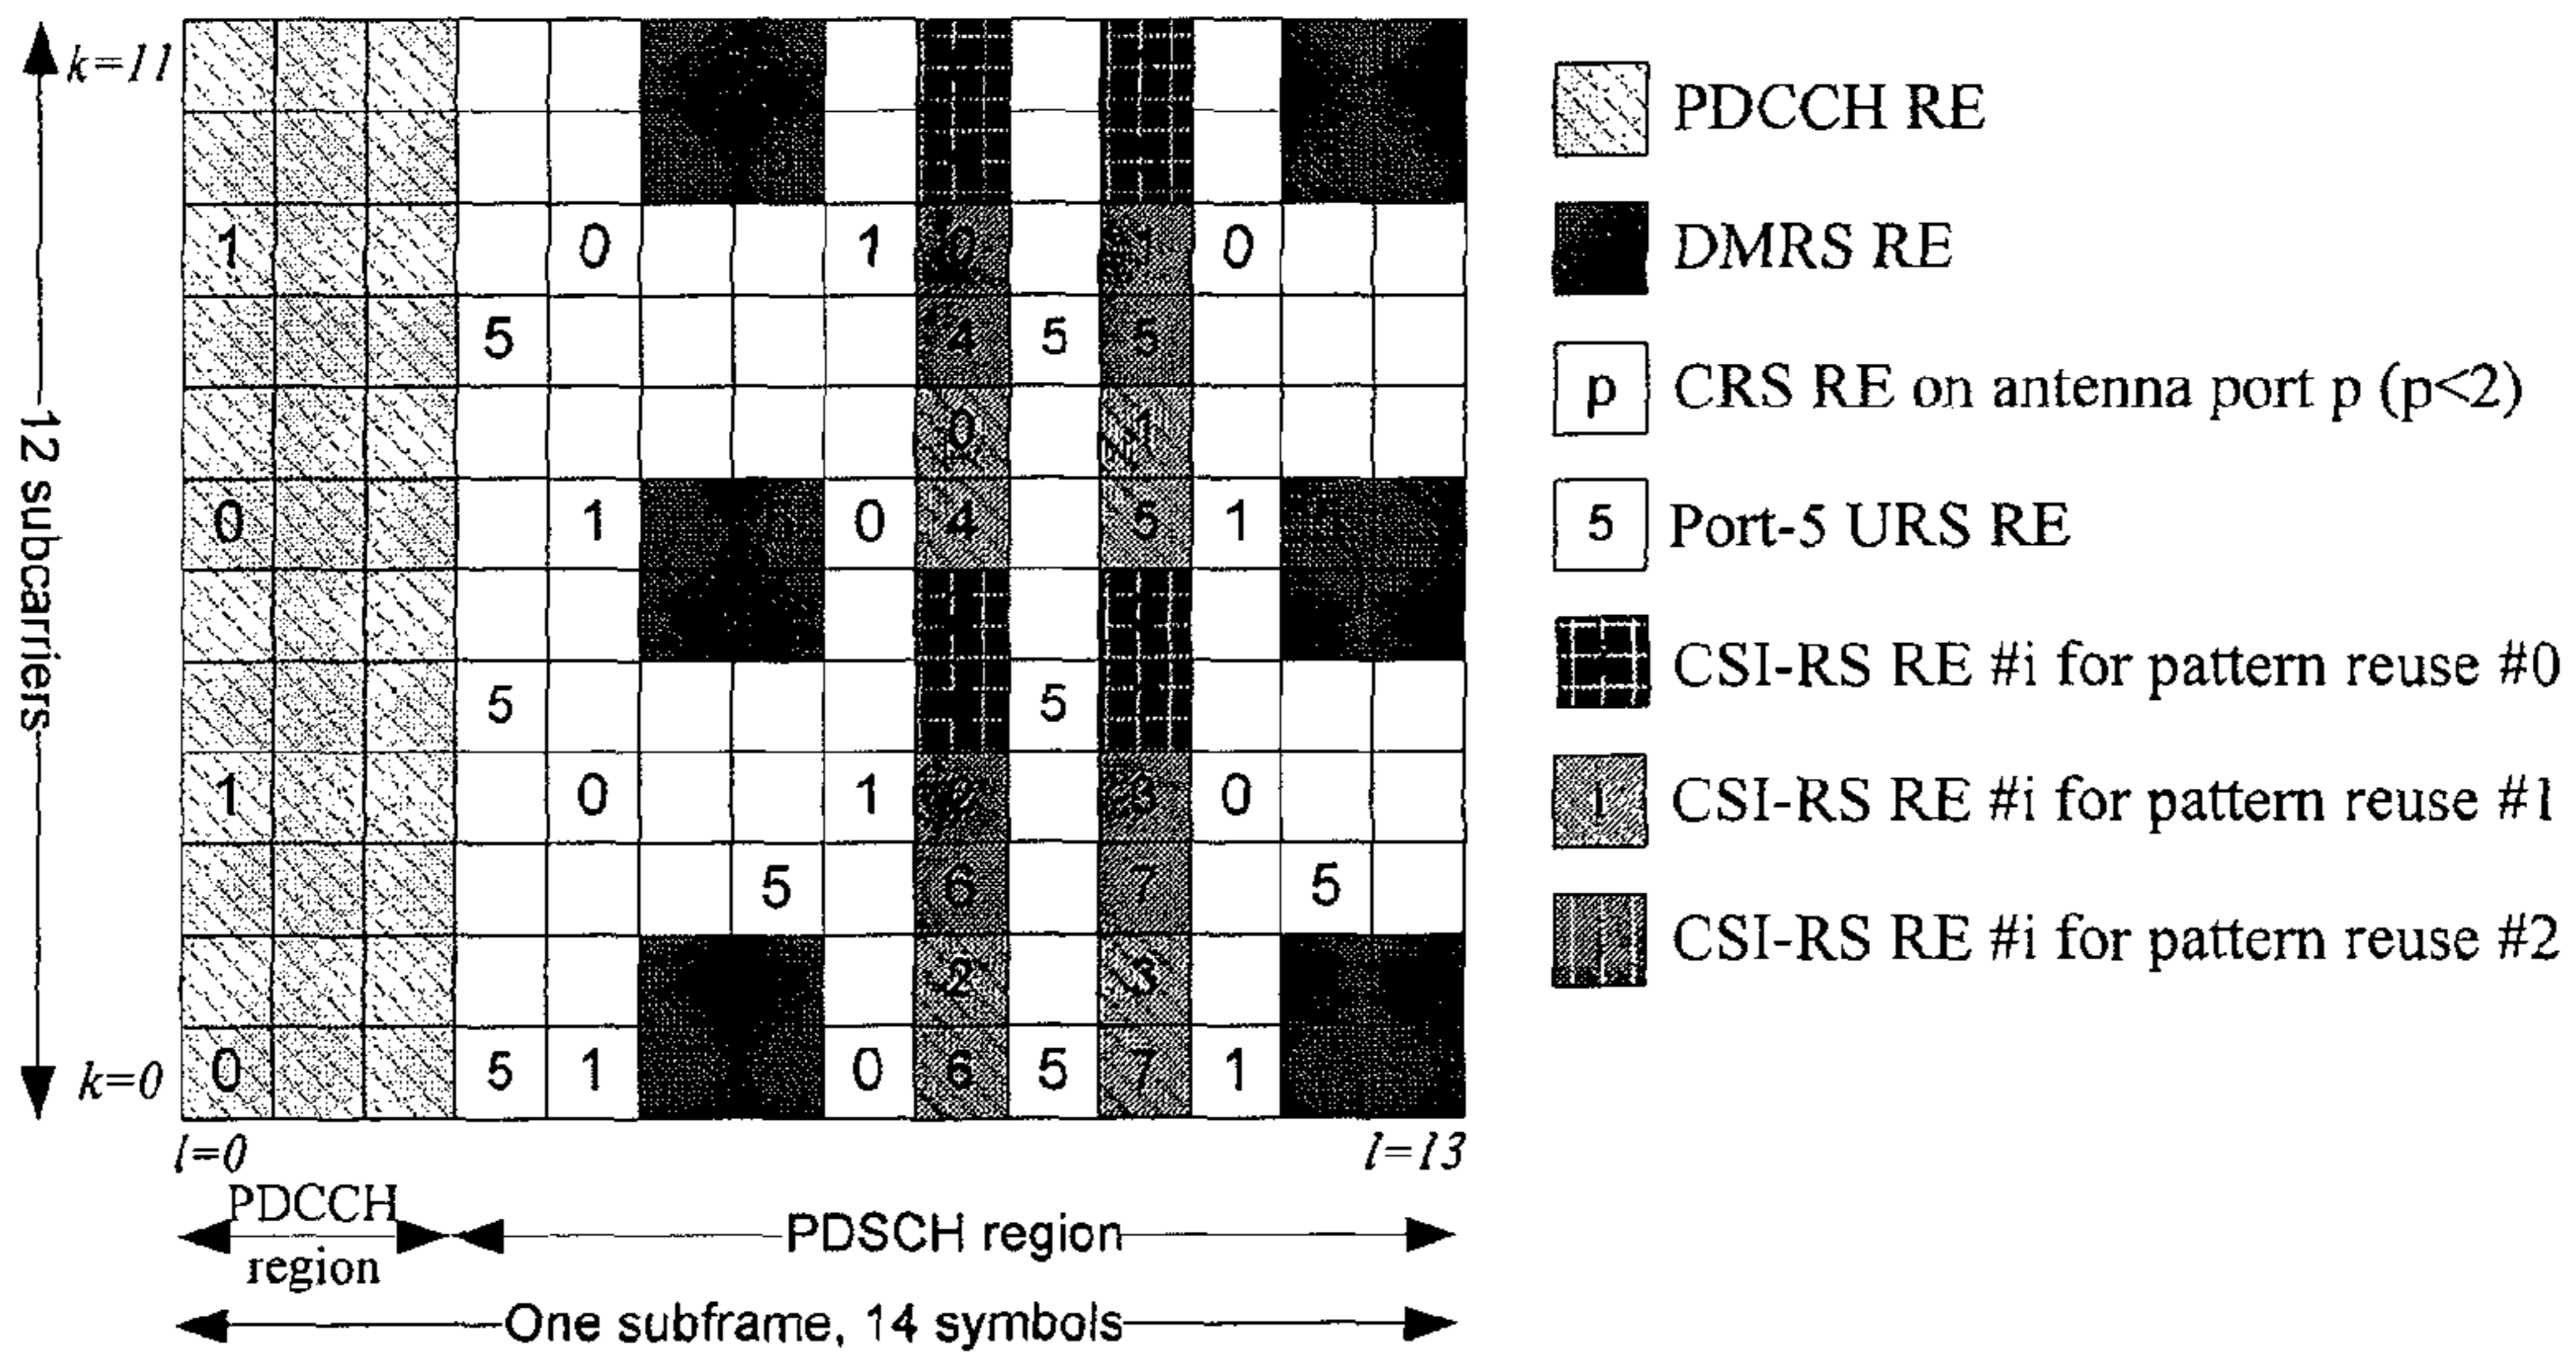 k=11
12 subcarriers
k=0
1 0 1 0 1 0
5 4 5 5
0 1
0 1 0 4 5 1
5 5
1 0 1 3 0
5 6 7 5
2 3
0 5 1 0 6 5 7 1
l=0
l=13
PDCCH
region
PDSCH region
One subframe, 14 symbols
PDCCH RE
DMRS RE
p CRS RE on antenna port p (p<2)
5 Port-5 URS RE
CSI-RS RE #i for pattern reuse #0
CSI-RS RE #i for pattern reuse #1
CSI-RS RE #i for pattern reuse #2